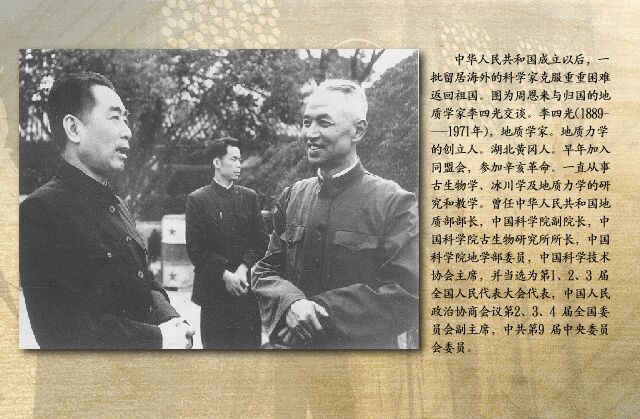 中华人民共和国成立以后，一
批留居海外的科学家克服重重困难
返回祖国。图为周恩来与归国的地
质学家李四光交谈。李四光(1889-
——1971年)，地质学家。地质力学
的创立人。湖北黄冈人。早年加入
同盟会，参加辛亥革命。一直从事
古生物学、冰川学及地质力学的研
究和教学。曾任中华人民共和国地
质部部长，中国科学院副院长，中
国科学院古生物研究所所长，中国
科学院地学部委员，中国科学技术
协会主席，并当选为第1、2、3 届
全国人民代表大会代表，中国人民
政治协商会议第2、3、4 届全国委
员会副主席，中共第9 届中央委员
会委员。